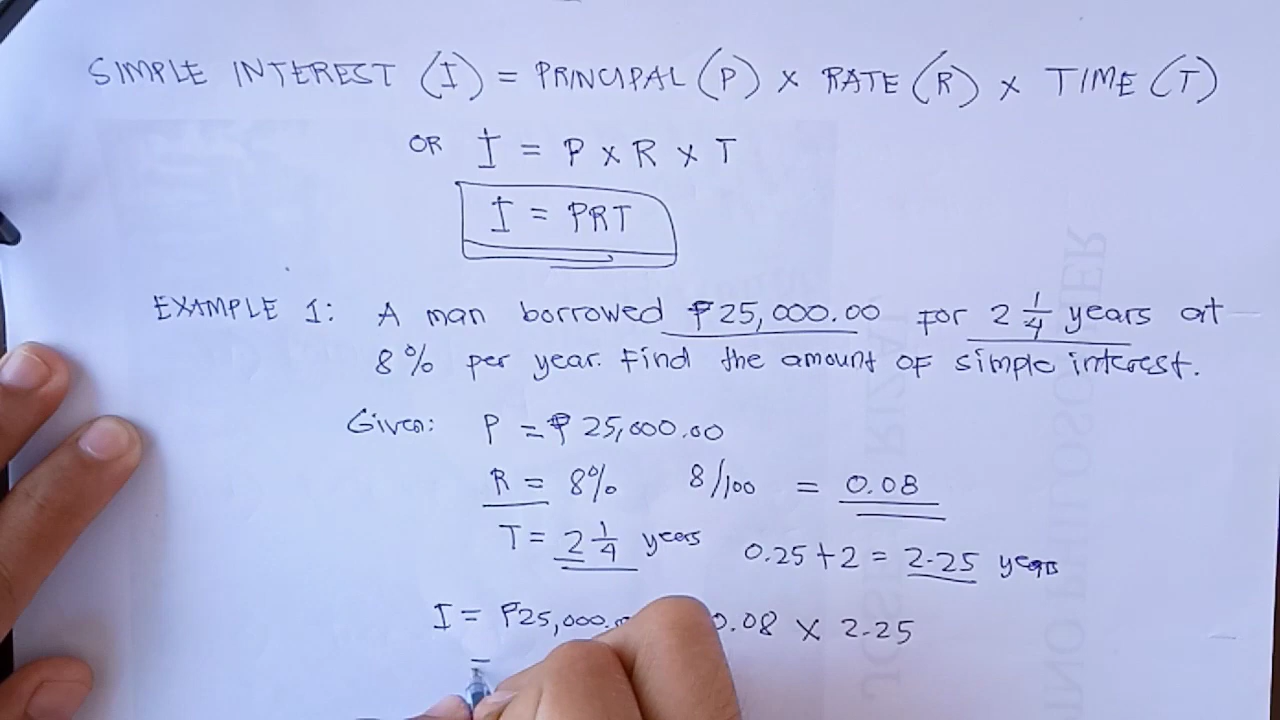 SIMPLE INTEREST (I) = PRINCIPAL (P) × RATE (R) × TIME (T)
OR I = P × R × T
I = PRT
EXAMPLE 1: A man borrowed ₱25,000.00 for 2 1/4 years at
8% per year. Find the amount of simple interest.
Given: P = ₱25,000.00
R = 8% 8/100 = 0.08
T = 2 1/4 years 0.25 + 2 = 2.25 years
I = ₱25,000. 0.08 × 2.25
=